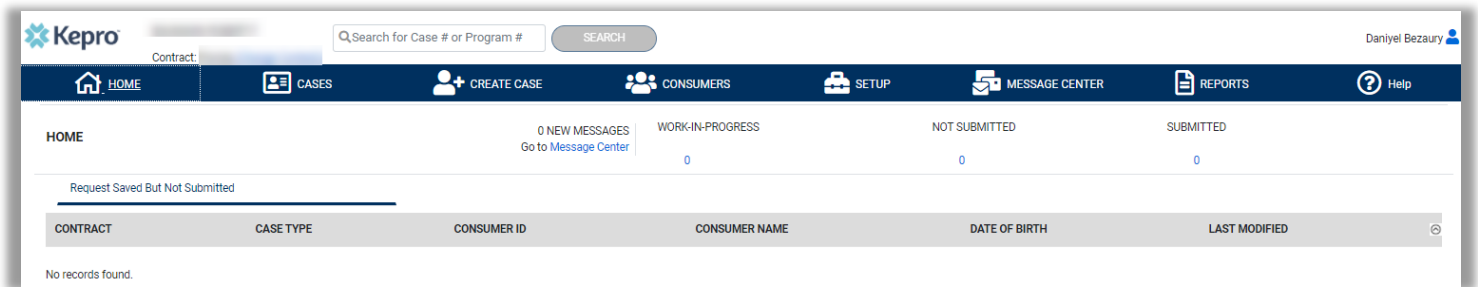 Kepro
Contract:
Search for Case # or Program #
SEARCH
Daniyel Bezaury
HOME
CASES
CREATE CASE
CONSUMERS
SETUP
MESSAGE CENTER
REPORTS
Help
HOME
0 NEW MESSAGES
Go to Message Center
WORK-IN-PROGRESS
0
NOT SUBMITTED
0
SUBMITTED
0
Request Saved But Not Submitted
CONTRACT CASE TYPE CONSUMER ID CONSUMER NAME DATE OF BIRTH LAST MODIFIED
No records found.